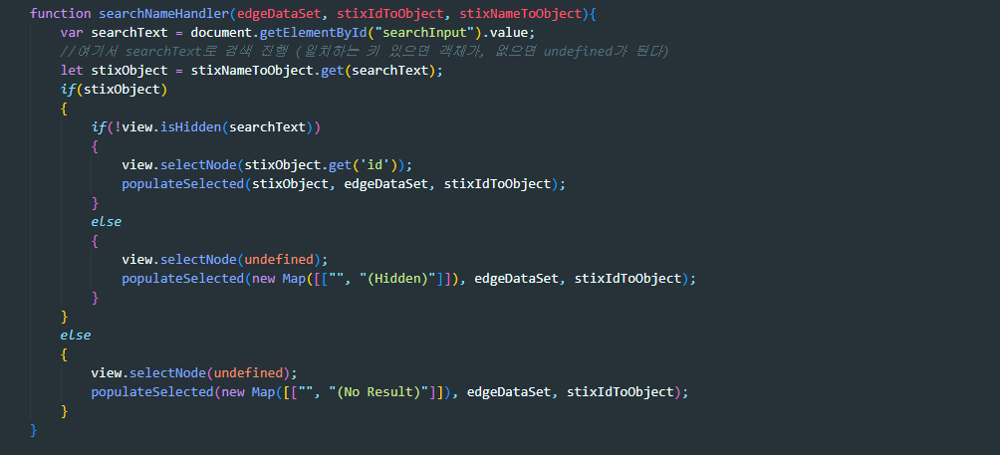 function searchNameHandler(edgeDataSet, stixIdToObject, stixNameToObject){
    var searchText = document.getElementById("searchInput").value;
    //여기서 searchText로 검색 진행 (일치하는 키 있으면 객체가, 없으면 undefined가 된다)
    let stixObject = stixNameToObject.get(searchText);
    if(stixObject)
    {
        if(!view.isHidden(searchText))
        {
            view.selectNode(stixObject.get('id'));
            populateSelected(stixObject, edgeDataSet, stixIdToObject);
        }
        else
        {
            view.selectNode(undefined);
            populateSelected(new Map([["", "(Hidden)"]]), edgeDataSet, stixIdToObject);
        }
    }
    else
    {
        view.selectNode(undefined);
        populateSelected(new Map([["", "(No Result)"]]), edgeDataSet, stixIdToObject);
    }
}